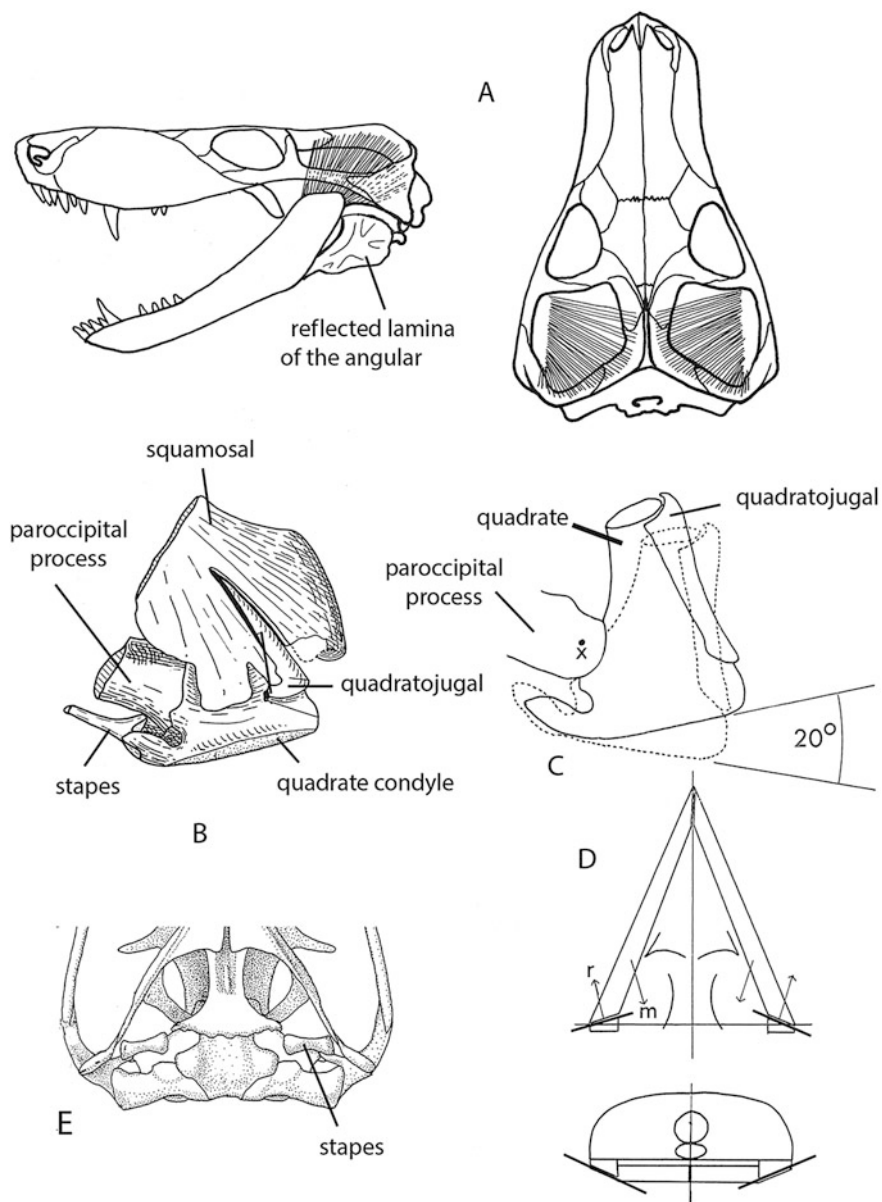 A
reflected lamina
of the angular
squamosal
paroccipital
process
quadratojugal
stapes
quadrate condyle
B
quadrate
quadratojugal
paroccipital
process
x
20°
C
D
r
m
E
stapes